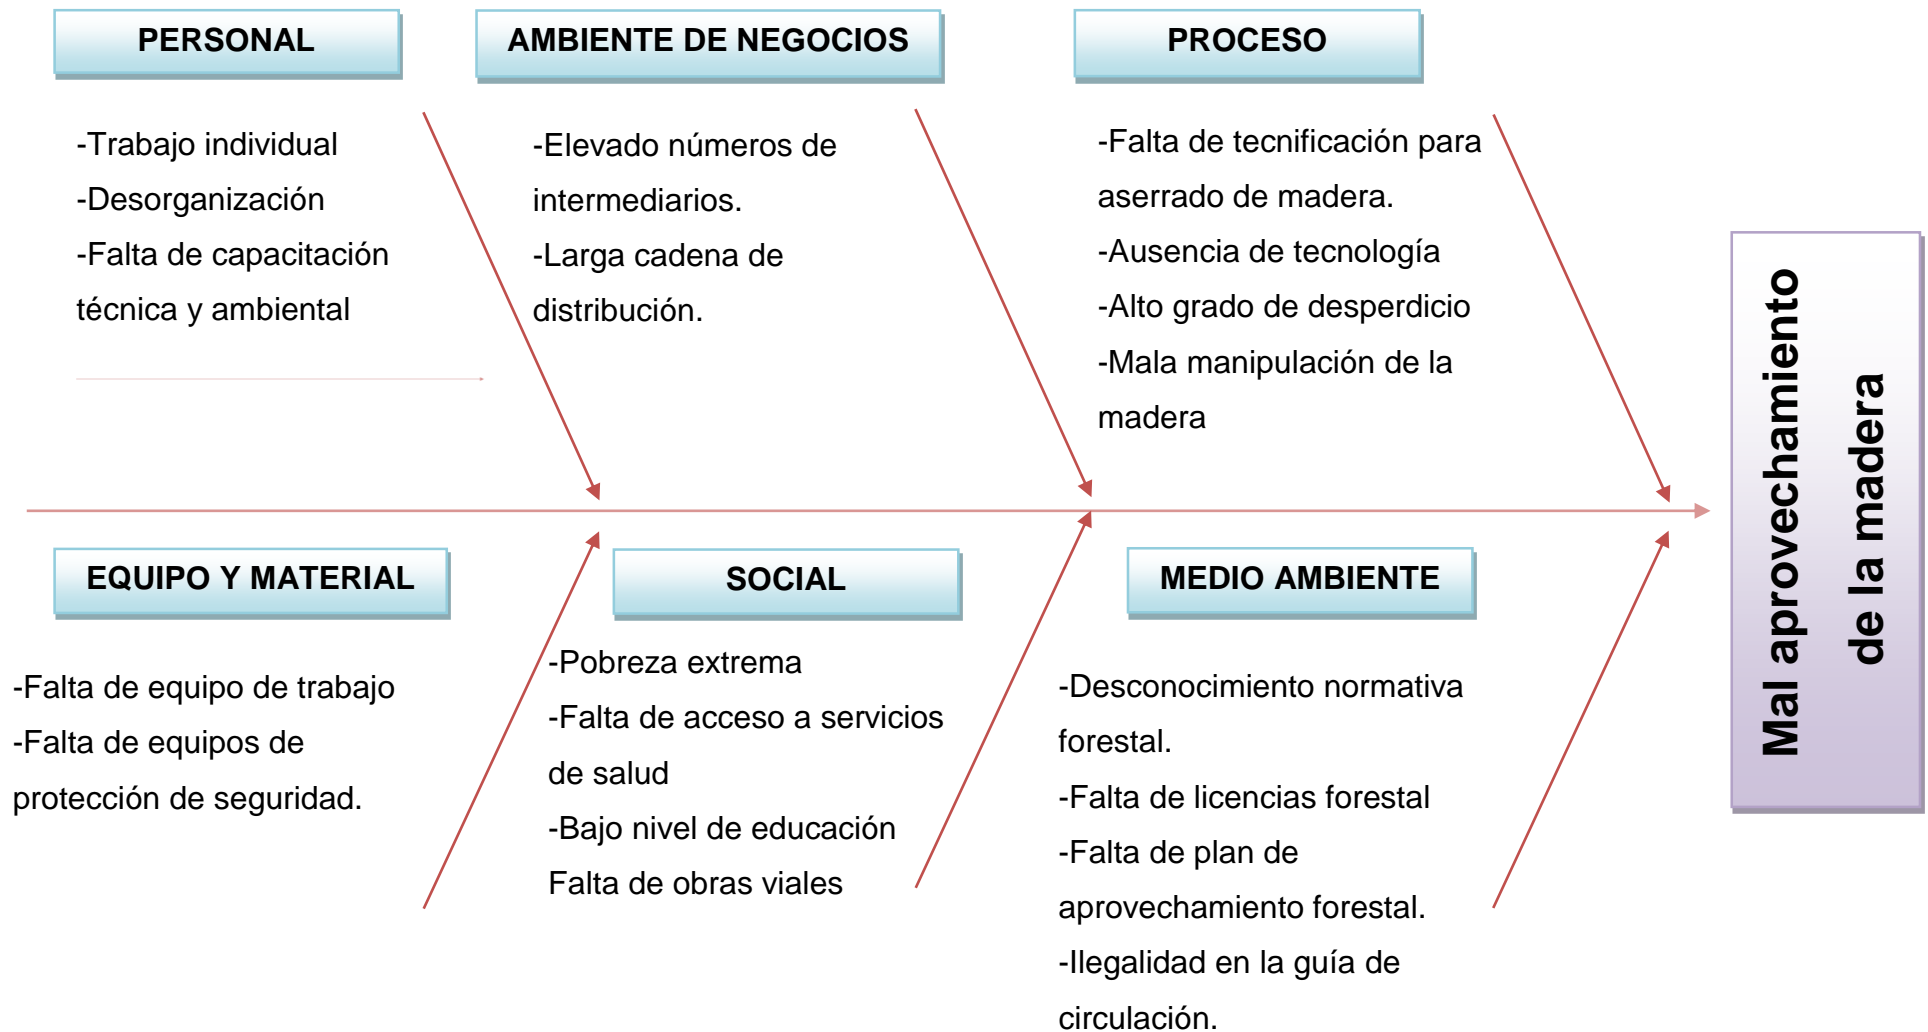 PERSONAL
-Trabajo individual
-Desorganización
-Falta de capacitación
técnica y ambiental
AMBIENTE DE NEGOCIOS
-Elevado números de
intermediarios.
-Larga cadena de
distribución.
PROCESO
-Falta de tecnificación para
aserrado de madera.
-Ausencia de tecnología
-Alto grado de desperdicio
-Mala manipulación de la
madera
EQUIPO Y MATERIAL
-Falta de equipo de trabajo
-Falta de equipos de
protección de seguridad.
SOCIAL
-Pobreza extrema
-Falta de acceso a servicios
de salud
-Bajo nivel de educación
Falta de obras viales
MEDIO AMBIENTE
-Desconocimiento normativa
forestal.
-Falta de licencias forestal
-Falta de plan de
aprovechamiento forestal.
-Ilegalidad en la guía de
circulación.
Mal aprovechamiento
de la madera